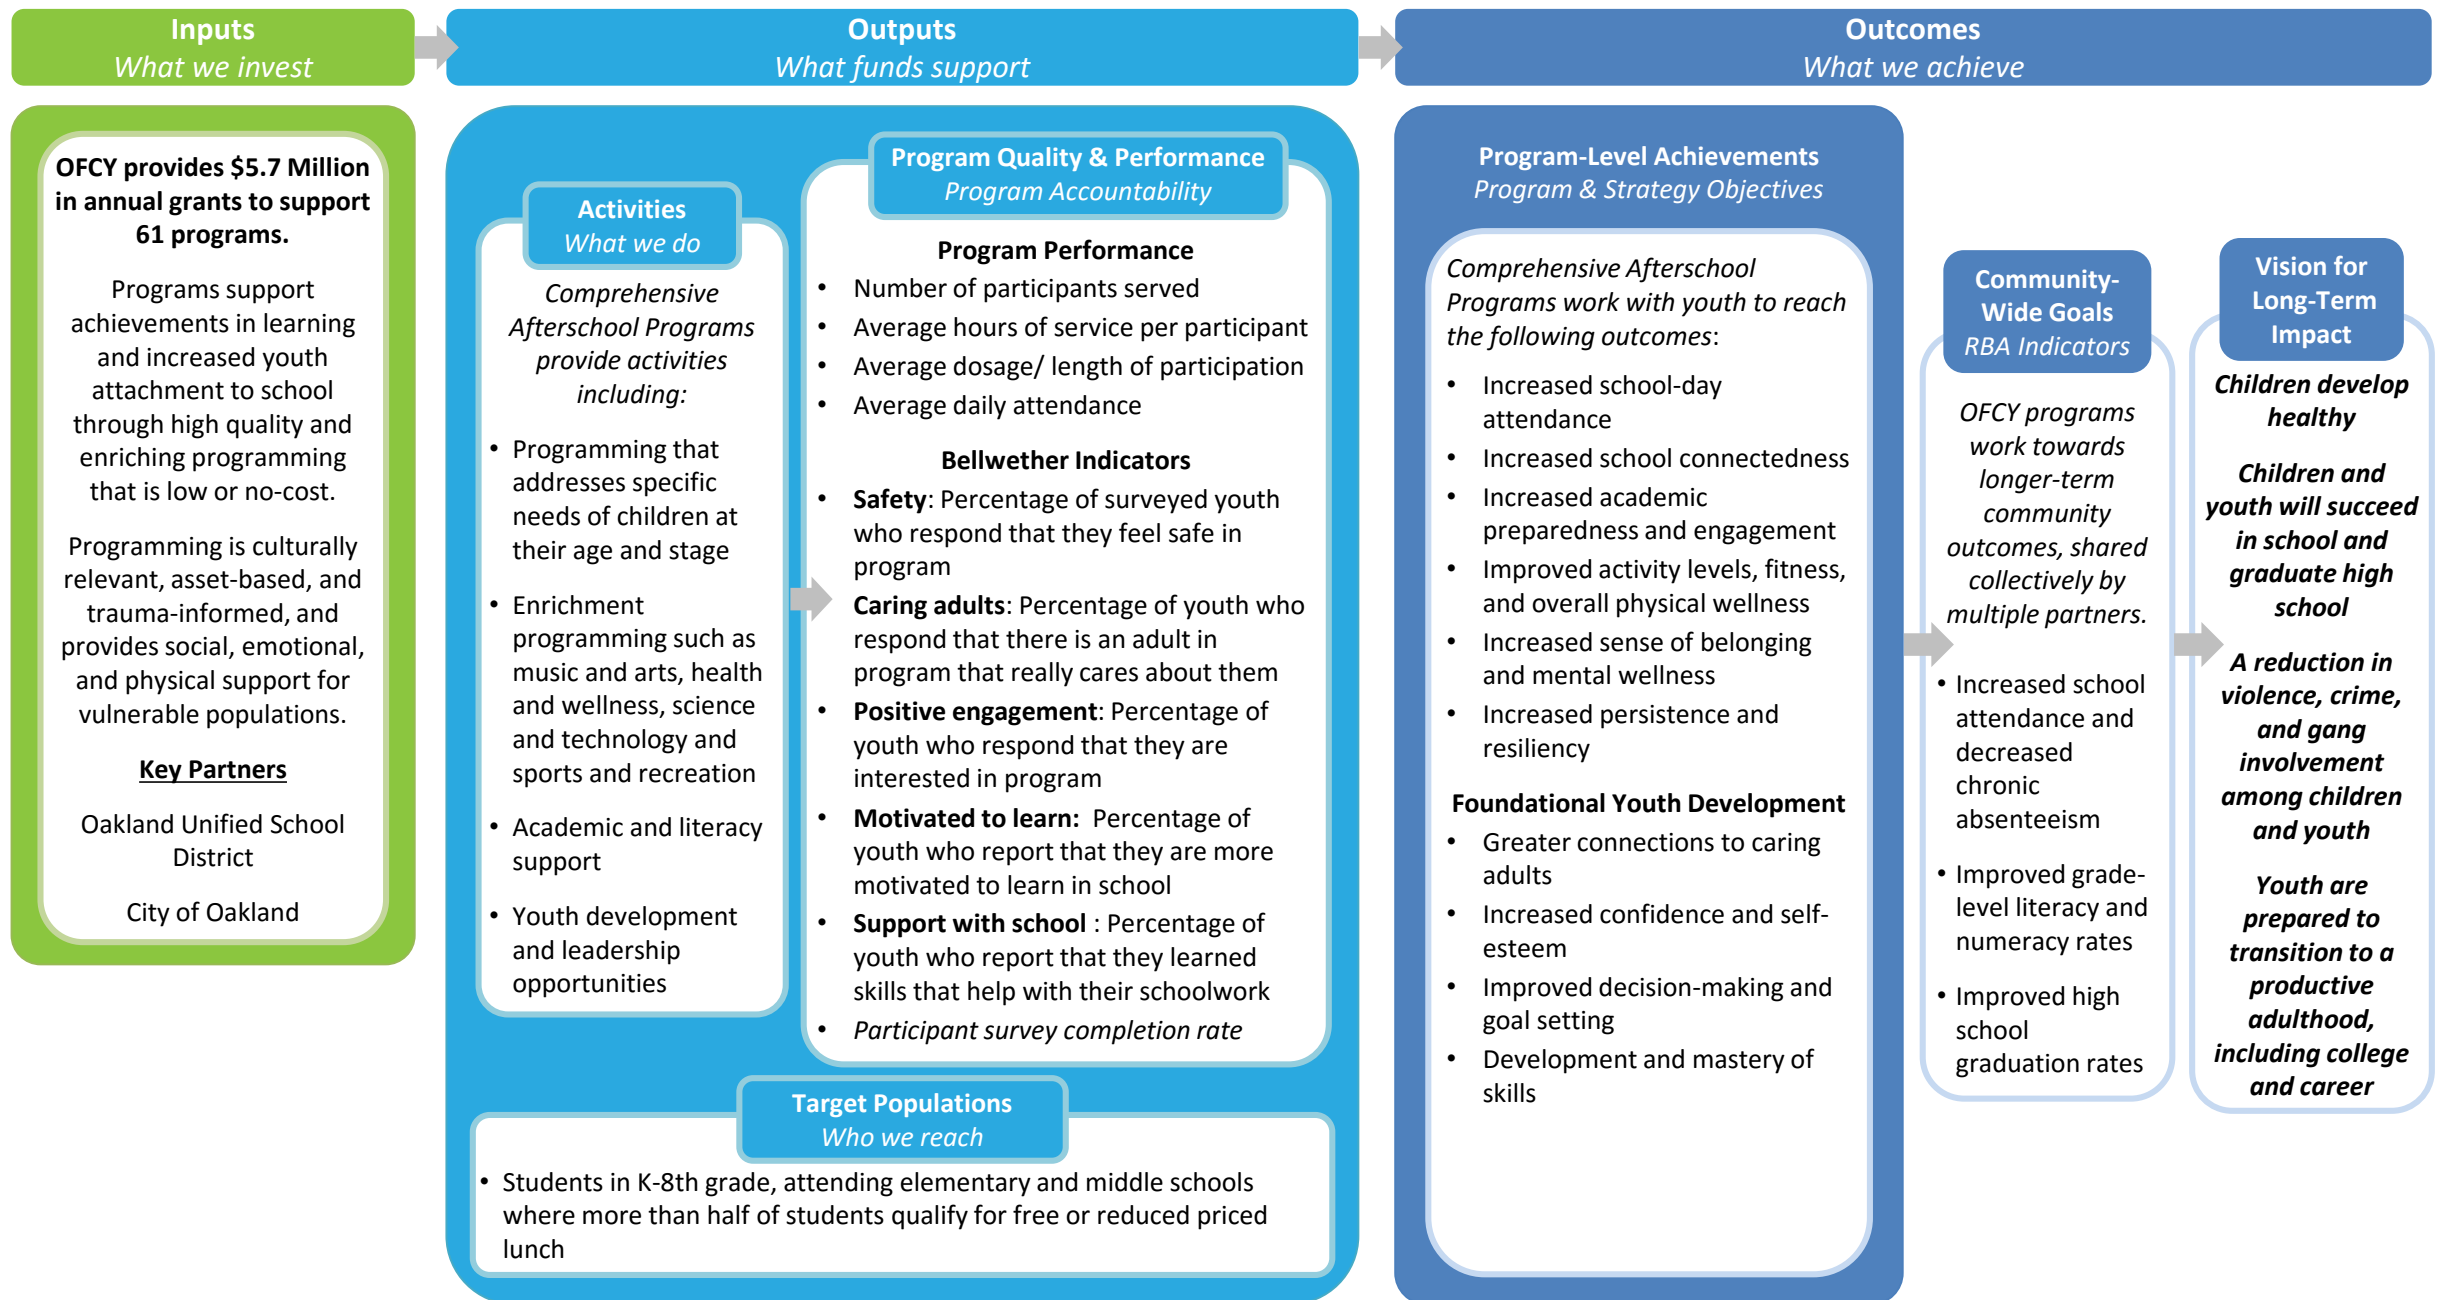 Inputs
What we invest
Outputs
What funds support
Outcomes
What we achieve
OFCY provides $5.7 Million
in annual grants to support
61 programs.
Programs support
achievements in learning
and increased youth
attachment to school
through high quality and
enriching programming
that is low or no-cost.
Programming is culturally
relevant, asset-based, and
trauma-informed, and
provides social, emotional,
and physical support for
vulnerable populations.
Key Partners
Oakland Unified School
District
City of Oakland
Activities
What we do
Comprehensive
Afterschool Programs
provide activities
including:
• Programming that
addresses specific
needs of children at
their age and stage
• Enrichment
programming such as
music and arts, health
and wellness, science
and technology and
sports and recreation
• Academic and literacy
support
• Youth development
and leadership
opportunities
Program Quality & Performance
Program Accountability
Program Performance
• Number of participants served
• Average hours of service per participant
• Average dosage/ length of participation
• Average daily attendance
Bellwether Indicators
• Safety: Percentage of surveyed youth
who respond that they feel safe in
program
• Caring adults: Percentage of youth who
respond that there is an adult in
program that really cares about them
• Positive engagement: Percentage of
youth who respond that they are
interested in program
• Motivated to learn: Percentage of
youth who report that they are more
motivated to learn in school
• Support with school : Percentage of
youth who report that they learned
skills that help with their schoolwork
• Participant survey completion rate
Target Populations
Who we reach
• Students in K-8th grade, attending elementary and middle schools
where more than half of students qualify for free or reduced priced
lunch
Program-Level Achievements
Program & Strategy Objectives
Comprehensive Afterschool
Programs work with youth to reach
the following outcomes:
• Increased school-day
attendance
• Increased school connectedness
• Increased academic
preparedness and engagement
• Improved activity levels, fitness,
and overall physical wellness
• Increased sense of belonging
and mental wellness
• Increased persistence and
resiliency
Foundational Youth Development
• Greater connections to caring
adults
• Increased confidence and self-
esteem
• Improved decision-making and
goal setting
• Development and mastery of
skills
Community-
Wide Goals
RBA Indicators
OFCY programs
work towards
longer-term
community
outcomes, shared
collectively by
multiple partners.
• Increased school
attendance and
decreased
chronic
absenteeism
• Improved grade-
level literacy and
numeracy rates
• Improved high
school
graduation rates
Vision for
Long-Term
Impact
Children develop
healthy
Children and
youth will succeed
in school and
graduate high
school
A reduction in
violence, crime,
and gang
involvement
among children
and youth
Youth are
prepared to
transition to a
productive
adulthood,
including college
and career